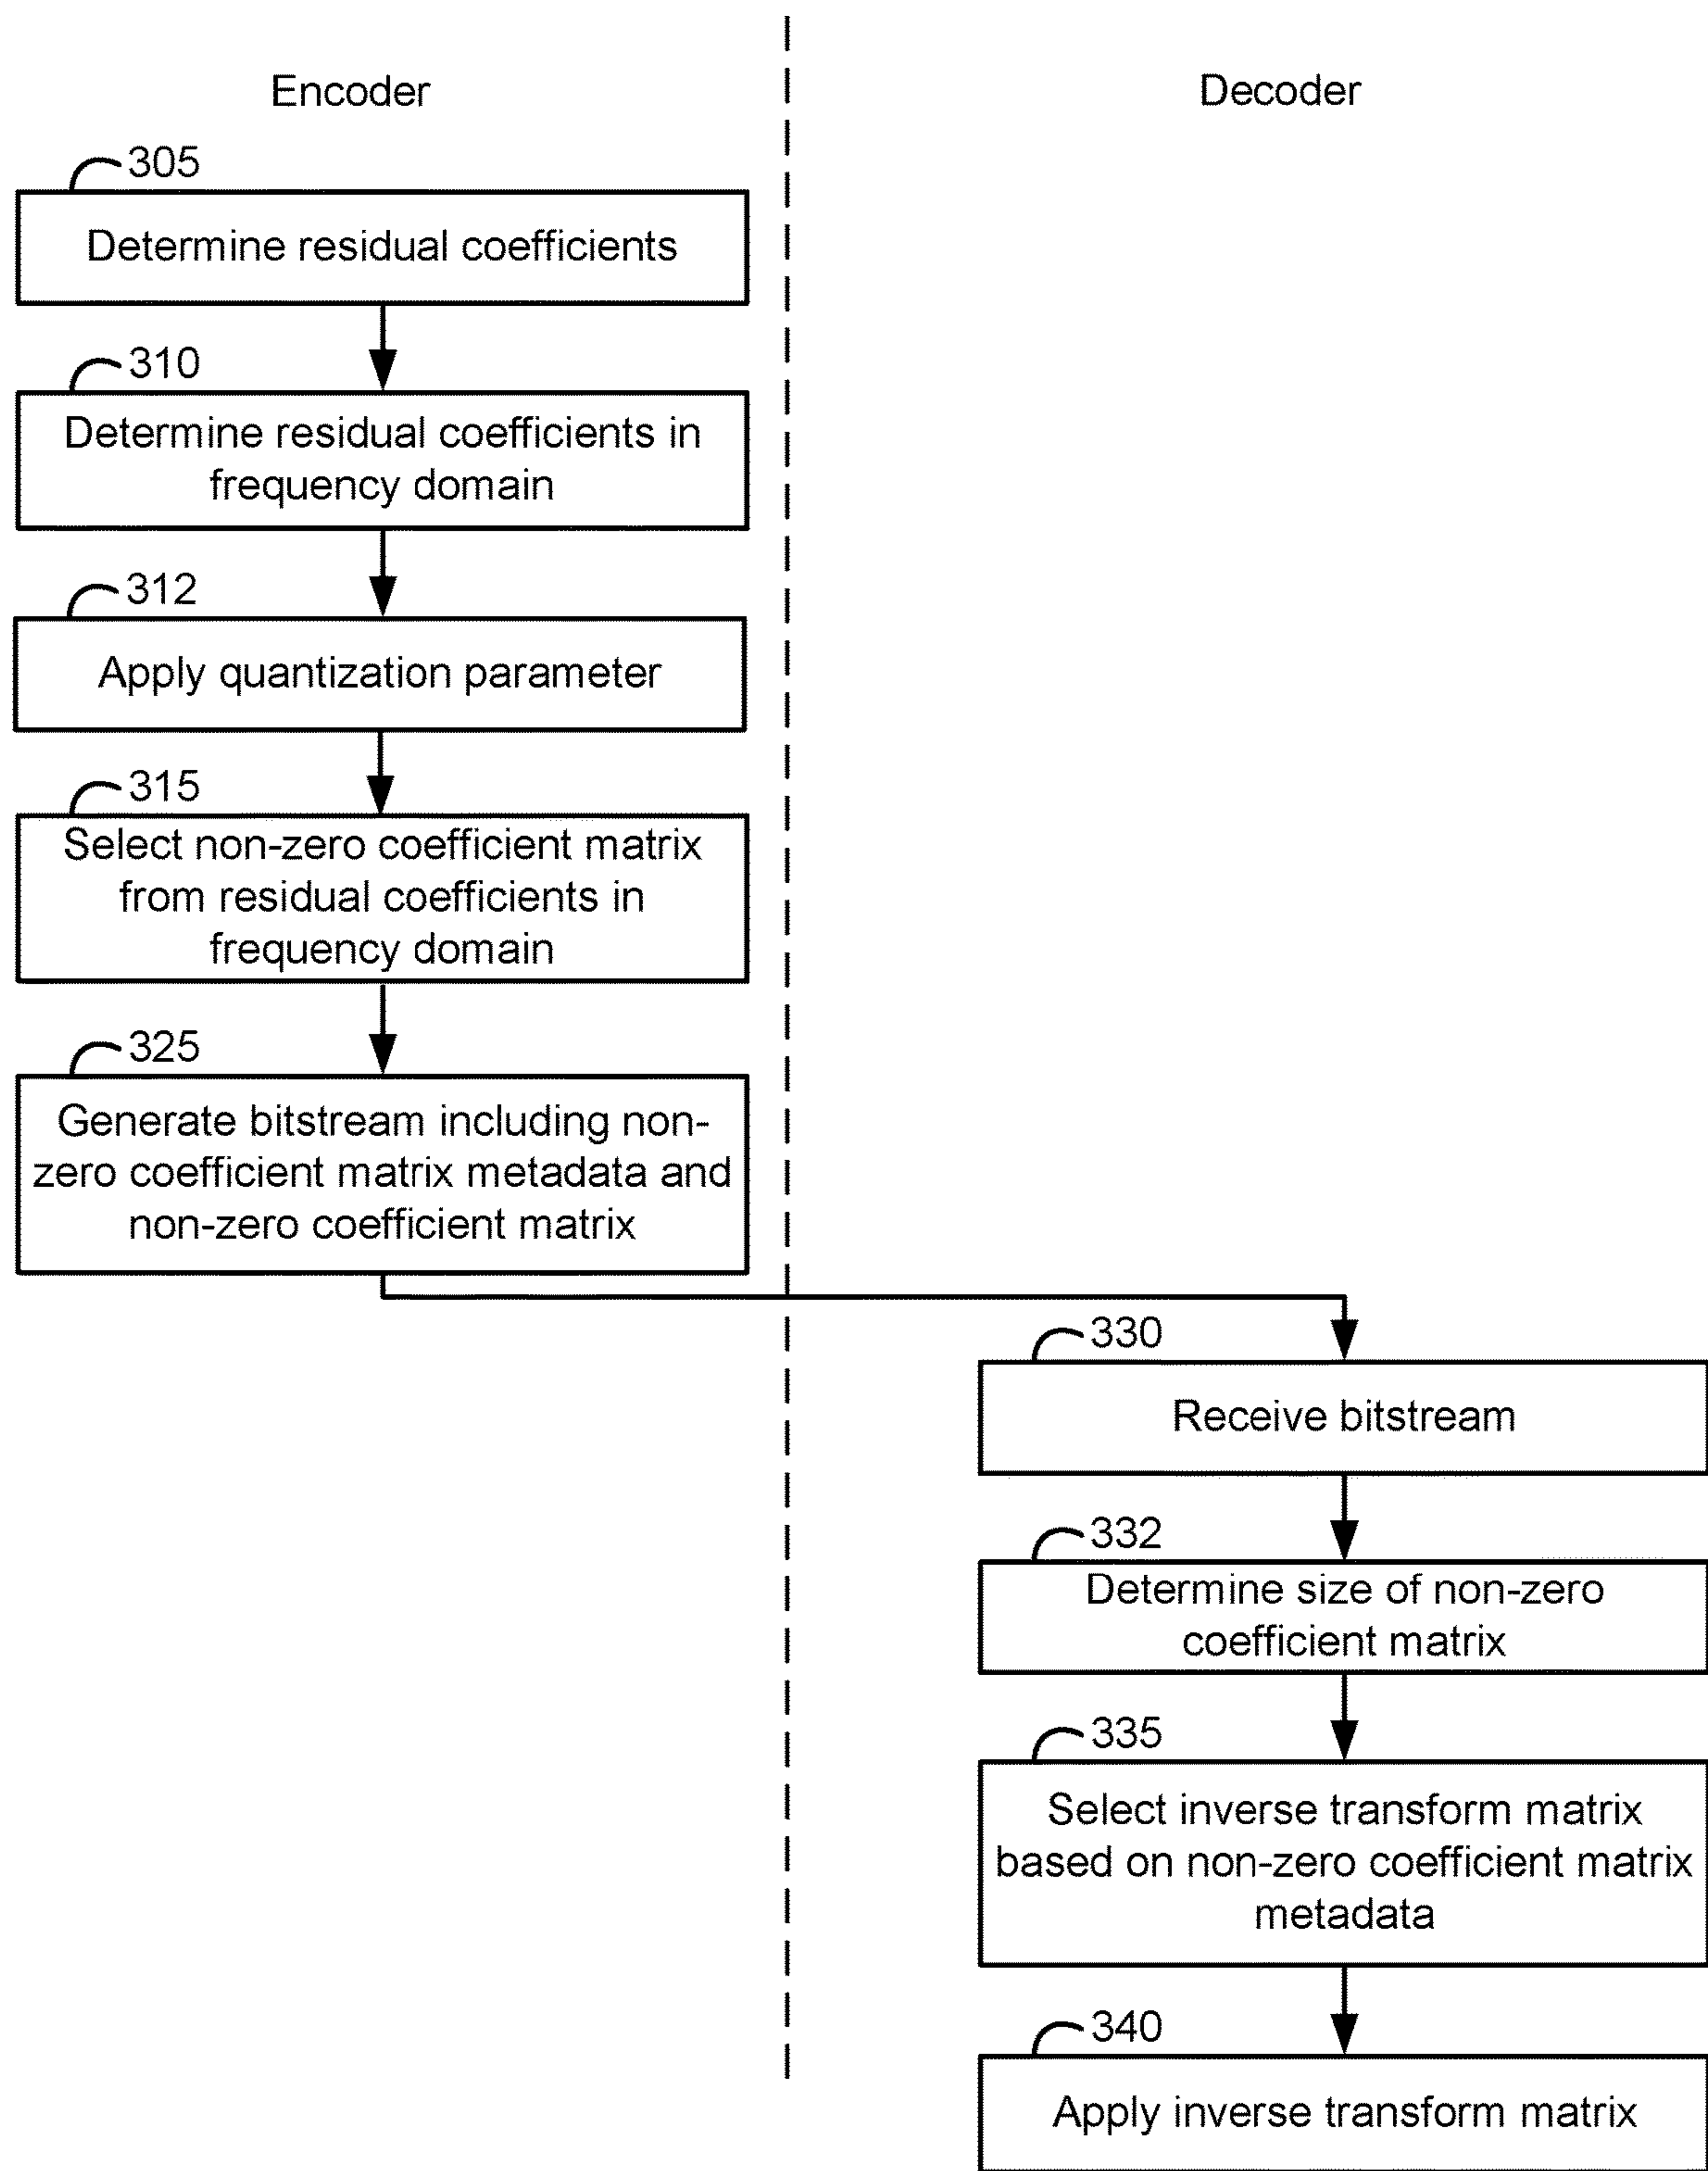 Encoder
Decoder
305
Determine residual coefficients
310
Determine residual coefficients in
frequency domain
312
Apply quantization parameter
315
Select non-zero coefficient matrix
from residual coefficients in
frequency domain
325
Generate bitstream including non-
zero coefficient matrix metadata and
non-zero coefficient matrix
330
Receive bitstream
332
Determine size of non-zero
coefficient matrix
335
Select inverse transform matrix
based on non-zero coefficient matrix
metadata
340
Apply inverse transform matrix